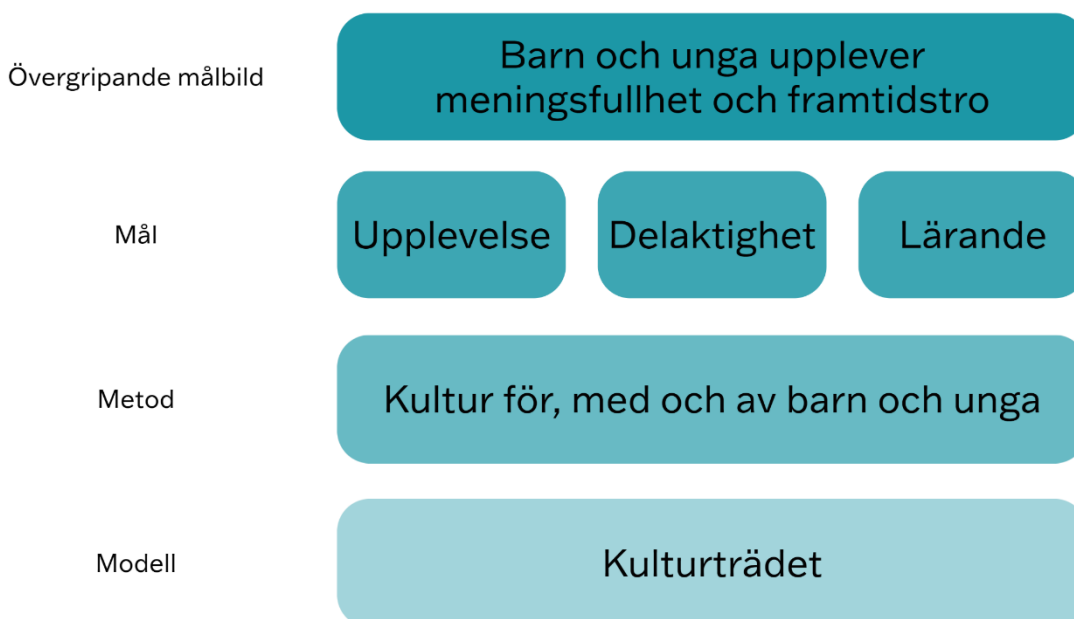 Övergripande målbild
Barn och unga upplever
meningsfullhet och framtidstro
Mål
Upplevelse
Delaktighet
Lärande
Metod
Kultur för, med och av barn och unga
Modell
Kulturträdet